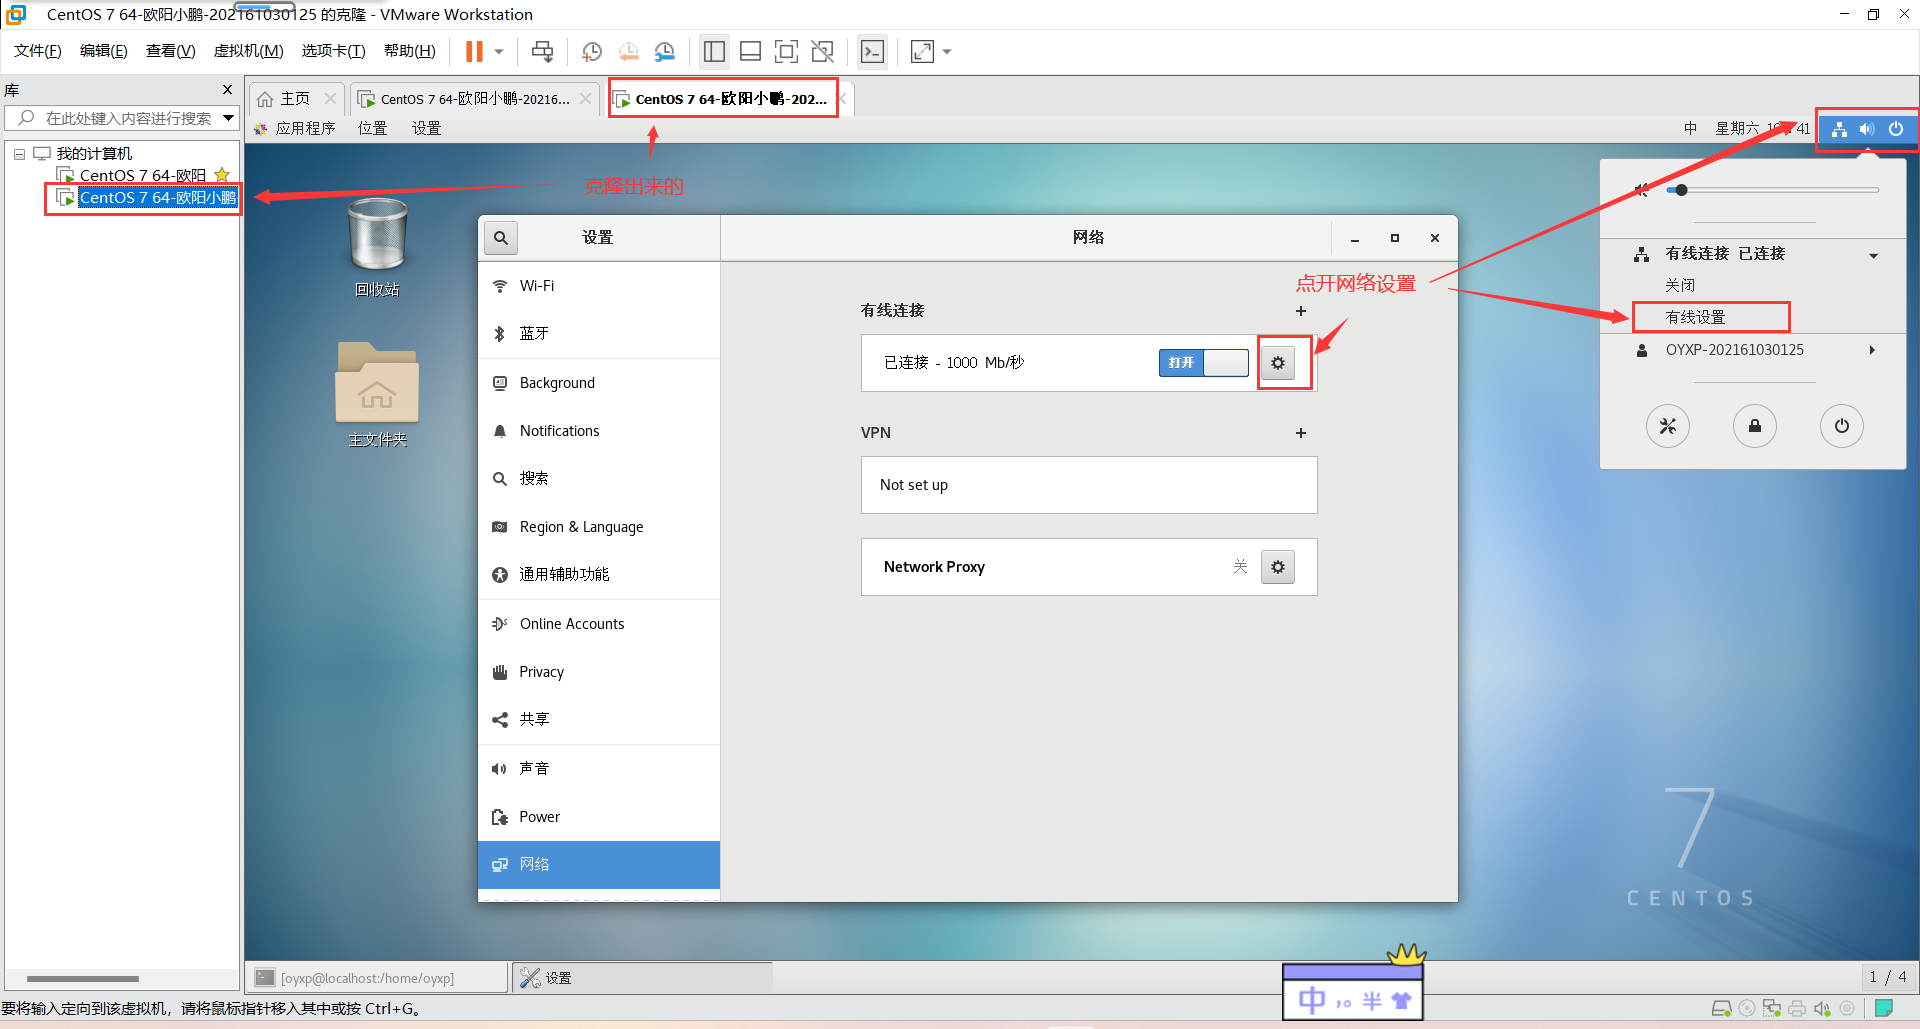 CentOS 7 64-欧阳小鹏-202161030125 的克隆 - VMware Workstation
文件(F) 编辑(E) 查看(V) 虚拟机(M) 选项卡(T) 帮助(H)
库
在此处键入内容进行搜索
我的计算机
CentOS 7 64-欧阳
CentOS 7 64-欧阳小鹏
主页
CentOS 7 64-欧阳小鹏-20216...
CentOS 7 64-欧阳小鹏-202...
应用程序 位置 设置
中 星期六 41
克隆出来的
回收站
主文件夹
设置
网络
Wi-Fi
蓝牙
Background
Notifications
搜索
Region & Language
通用辅助功能
Online Accounts
Privacy
共享
声音
Power
网络
点开网络设置
有线连接
已连接 - 1000 Mb/秒
打开
VPN
Not set up
Network Proxy
关
有线连接 已连接
关闭
有线设置
OYXP-202161030125
7
CENTOS
[oyxp@localhost:/home/oyxp]
设置
1 / 4
中 ,。半
要将输入定向到该虚拟机，请将鼠标指针移入其中或按 Ctrl+G。